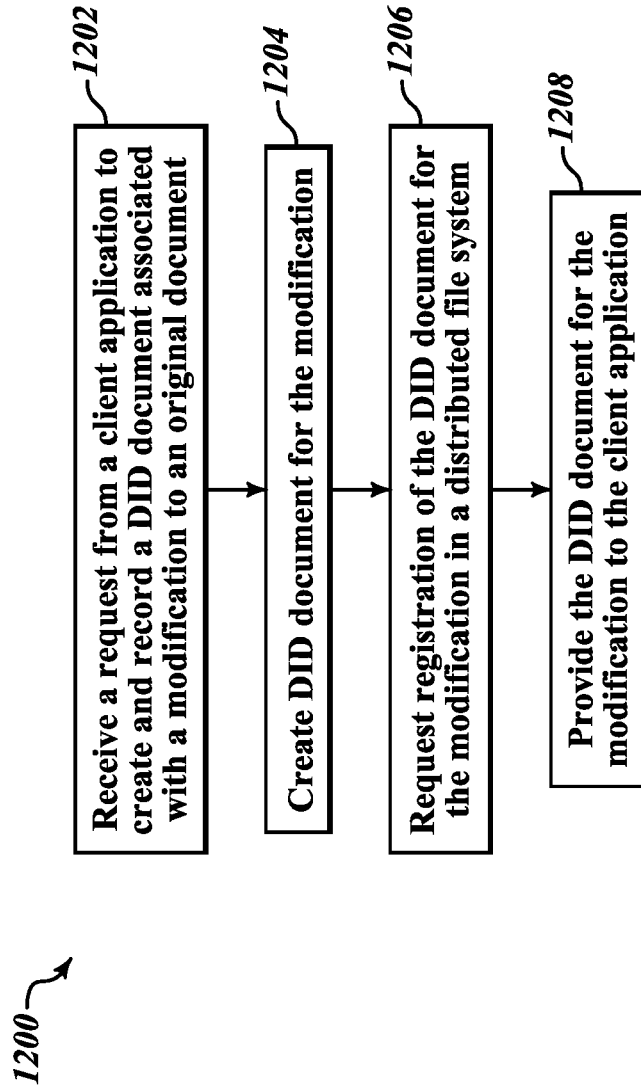 1200
Receive a request from a client application to
create and record a DID document associated
with a modification to an original document
1202
Create DID document for the modification
1204
Request registration of the DID document for
the modification in a distributed file system
1206
Provide the DID document for the
modification to the client application
1208